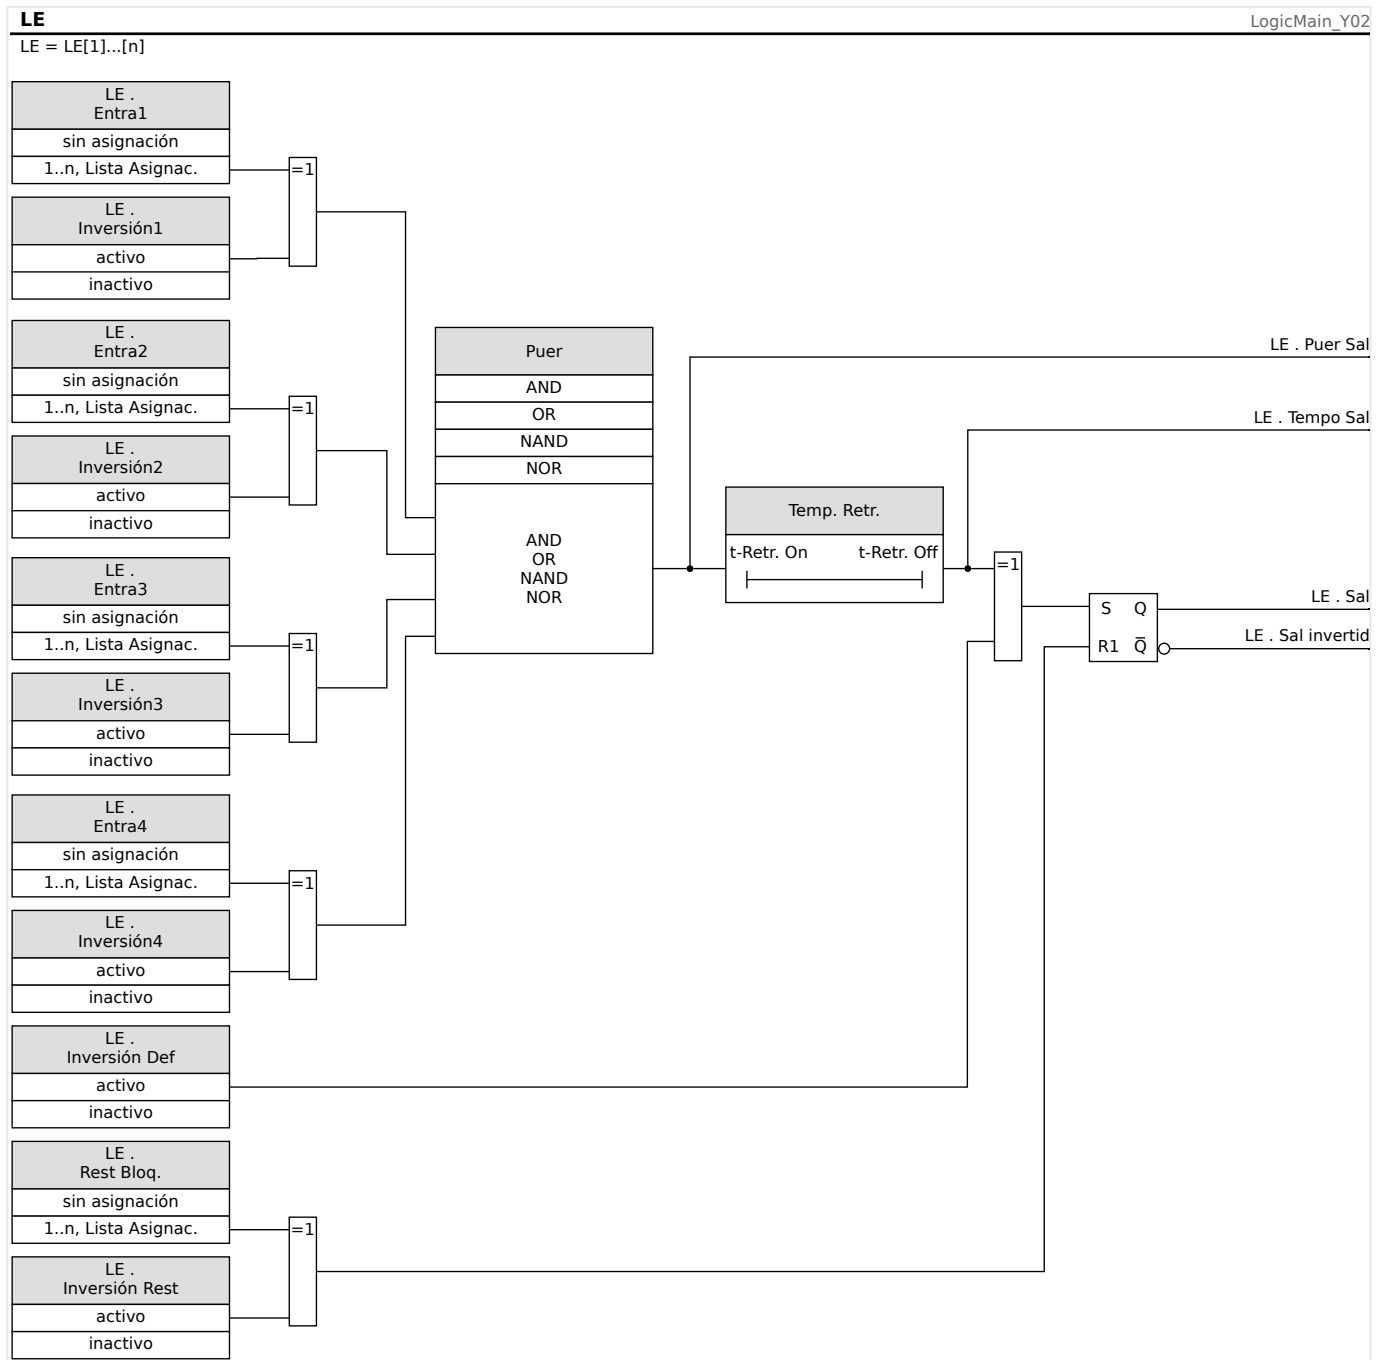 LE
LogicMain_Y02
LE = LE[1]...[n]
LE .
Entra1
sin asignación
1..n, Lista Asignac.
=1
LE .
Inversión1
activo
inactivo
LE .
Entra2
sin asignación
1..n, Lista Asignac.
=1
LE .
Inversión2
activo
inactivo
LE .
Entra3
sin asignación
1..n, Lista Asignac.
=1
LE .
Inversión3
activo
inactivo
LE .
Entra4
sin asignación
1..n, Lista Asignac.
=1
LE .
Inversión4
activo
inactivo
LE .
Inversión Def
activo
inactivo
LE .
Rest Bloq.
sin asignación
1..n, Lista Asignac.
=1
LE .
Inversión Rest
activo
inactivo
Puer
AND
OR
NAND
NOR
AND
OR
NAND
NOR
Temp. Retr.
t-Retr. On t-Retr. Off
=1
S Q
R1 Q̅
LE . Puer Sal
LE . Tempo Sal
LE . Sal
LE . Sal invertid